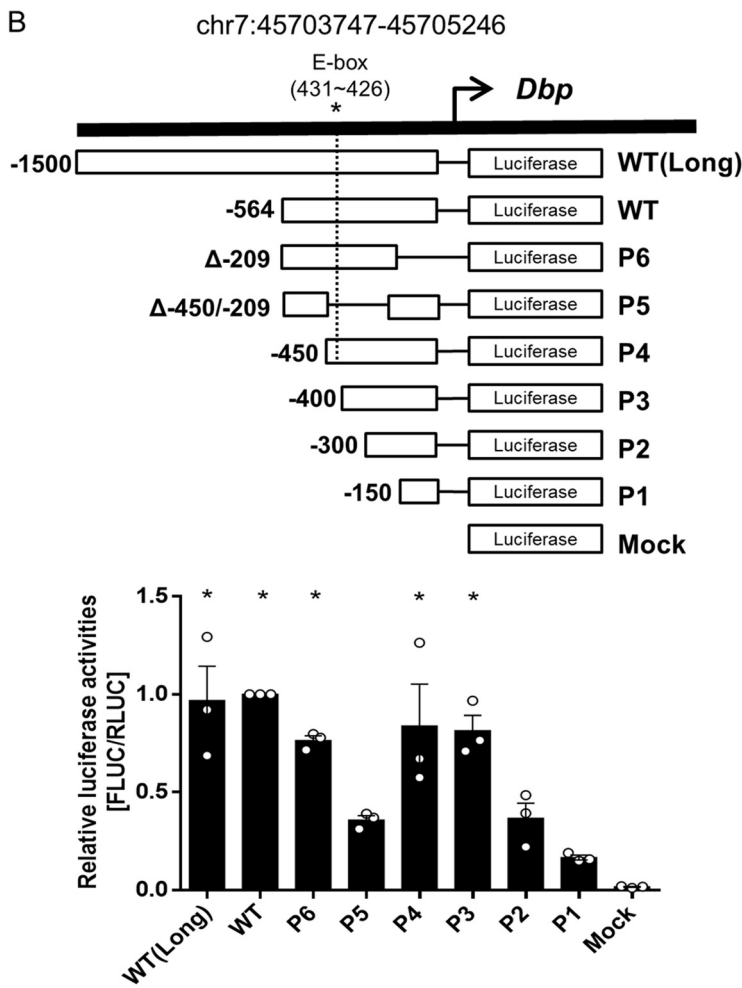 B
chr7:45703747-45705246
E-box
(431~426)
*
Dbp
-1500 Luciferase WT(Long)
-564 Luciferase WT
Δ-209 Luciferase P6
Δ-450/-209 Luciferase P5
-450 Luciferase P4
-400 Luciferase P3
-300 Luciferase P2
-150 Luciferase P1
Luciferase Mock
Relative luciferase activities
[FLUC/RLUC]
1.5
1.0
0.5
0.0
* * * * *
WT(Long) WT P6 P5 P4 P3 P2 P1 Mock